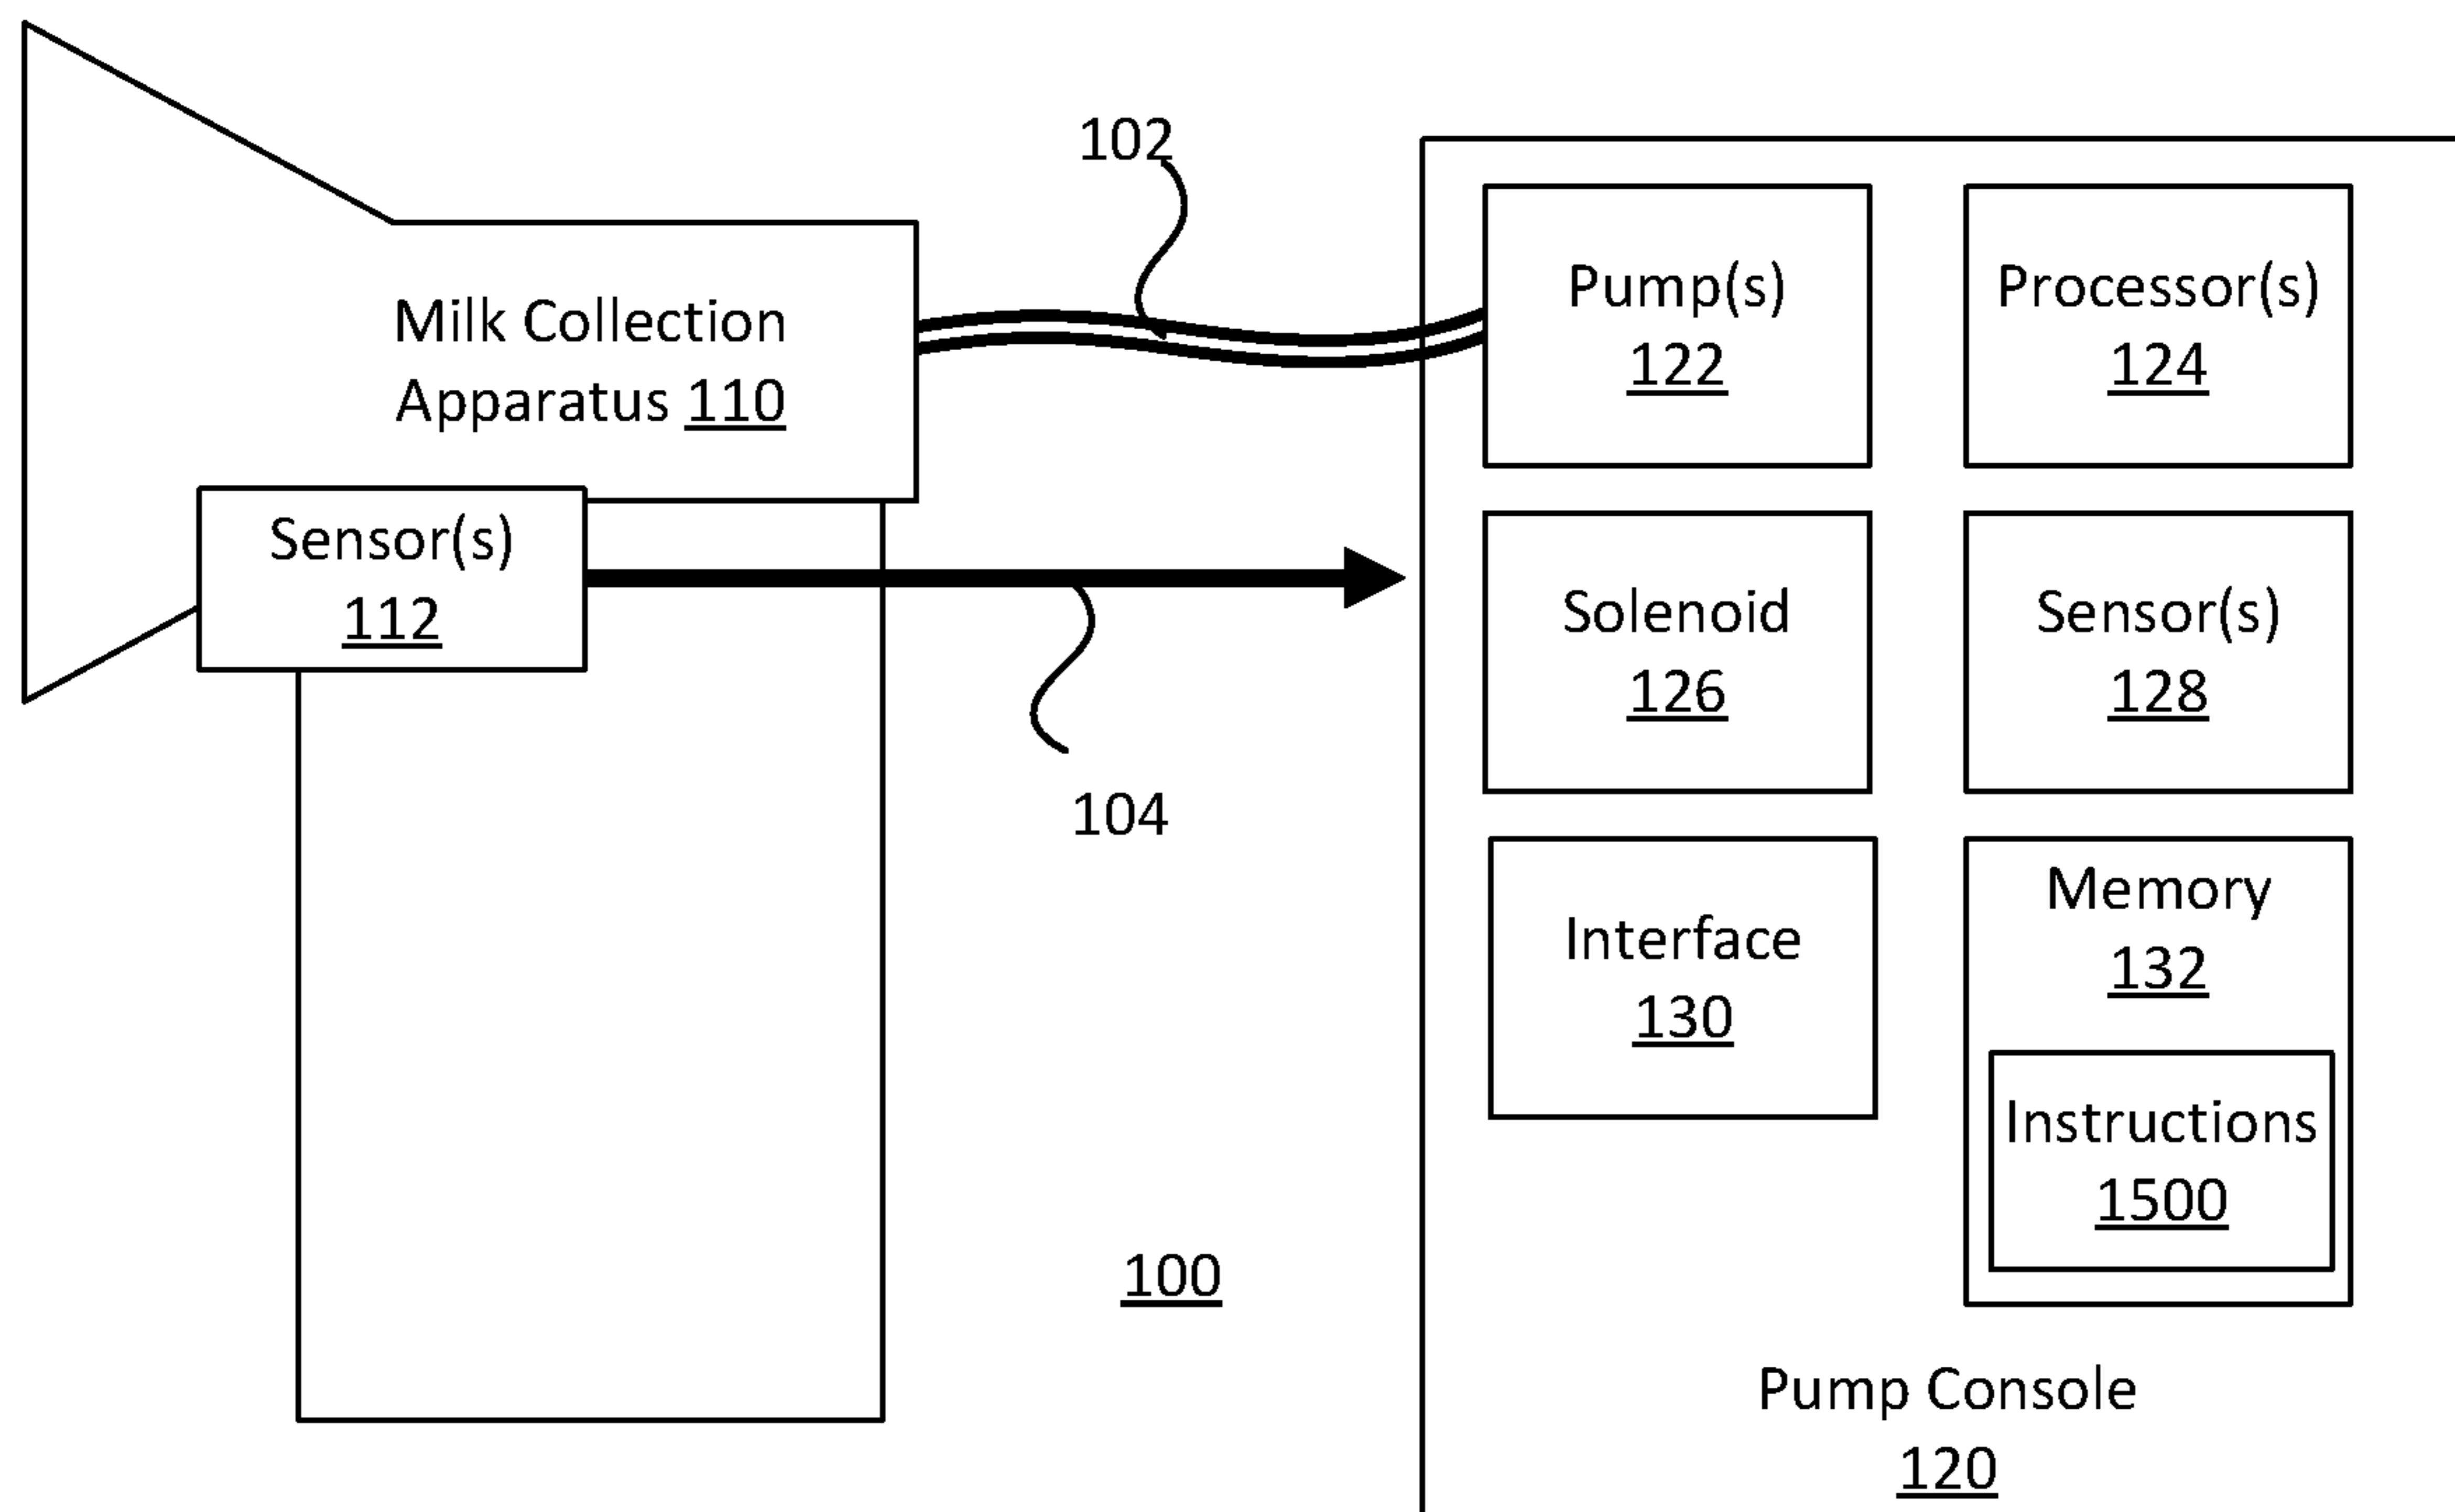 102
Milk Collection
Apparatus 110
Sensor(s)
112
104
100
Pump(s)
122
Processor(s)
124
Solenoid
126
Sensor(s)
128
Interface
130
Memory
132
Instructions
1500
Pump Console
120